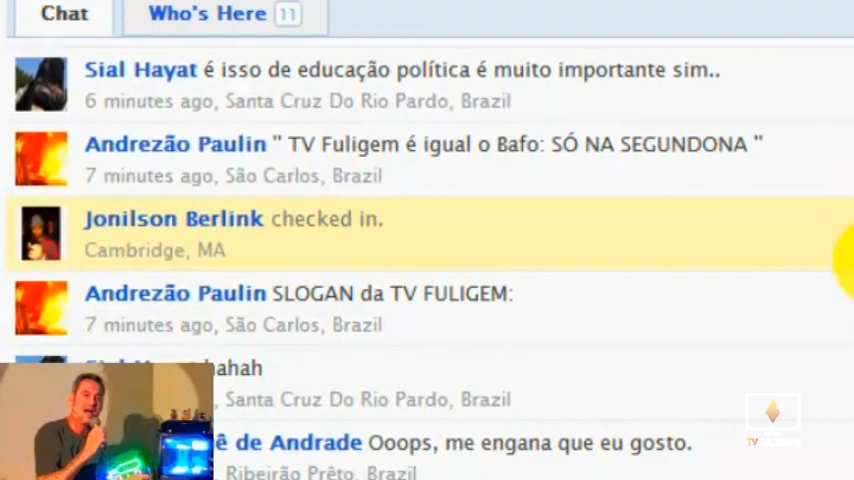 Chat Who's Here 11
Sial Hayat é isso de educação política é muito importante sim..
6 minutes ago, Santa Cruz Do Rio Pardo, Brazil
Andrezão Paulin " TV Fuligem é igual o Bafo: SÓ NA SEGUNDONA "
7 minutes ago, São Carlos, Brazil
Jonilson Berlink checked in.
Cambridge, MA
Andrezão Paulin SLOGAN da TV FULIGEM:
7 minutes ago, São Carlos, Brazil
hahah
, Santa Cruz Do Rio Pardo, Brazil
ê de Andrade Ooops, me engana que eu gosto.
, Ribeirão Prêto, Brazil